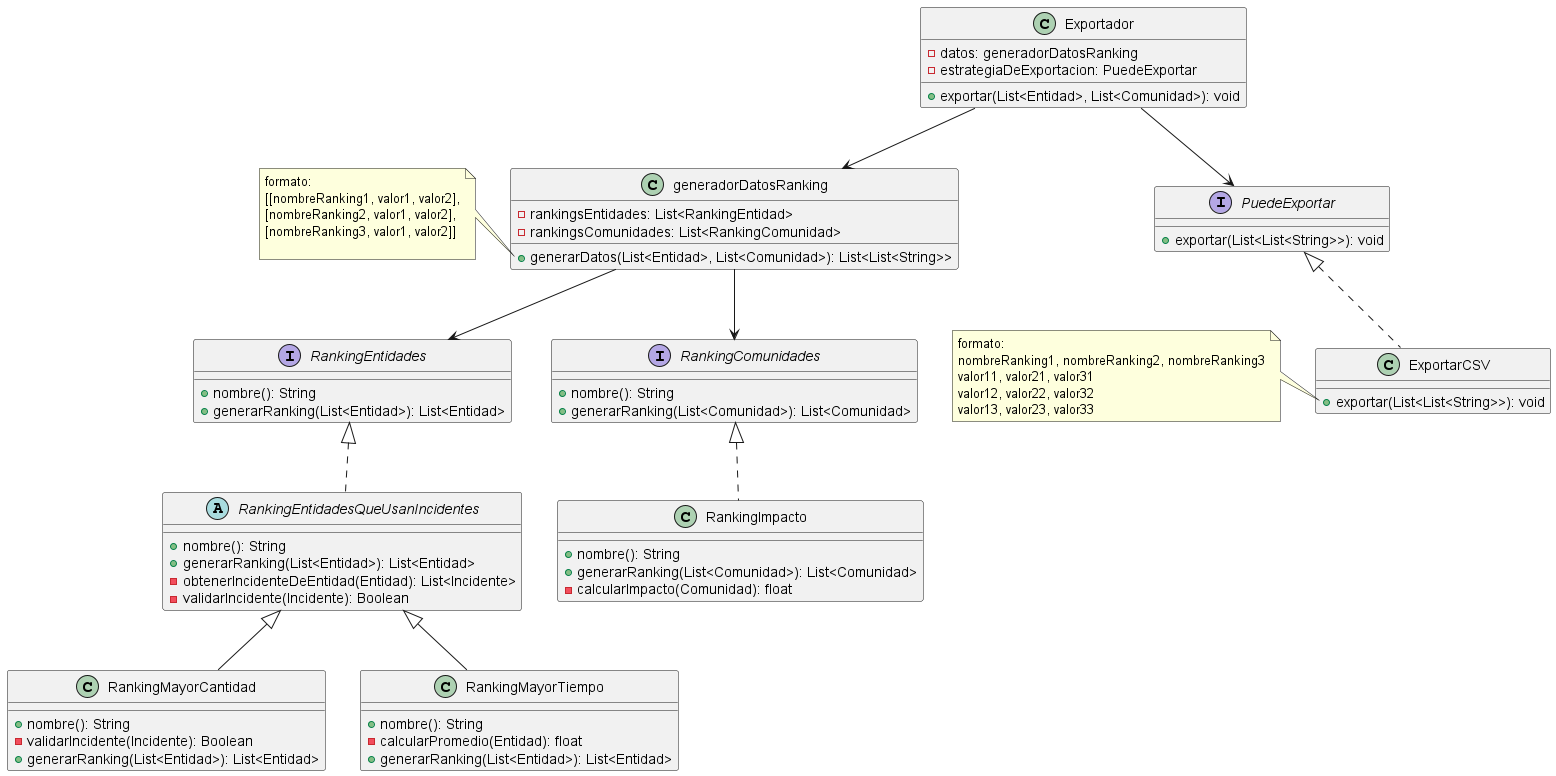 C Exportador
datos: generadorDatosRanking
estrategiaDeExportacion: PuedeExportar
exportar(List<Entidad>, List<Comunidad>): void
formato:
[[nombreRanking1, valor1, valor2],
[nombreRanking2, valor1, valor2],
[nombreRanking3, valor1, valor2]]
C generadorDatosRanking
rankingsEntidades: List<RankingEntidad>
rankingsComunidades: List<RankingComunidad>
generarDatos(List<Entidad>, List<Comunidad>): List<List<String>>
I PuedeExportar
exportar(List<List<String>>): void
I RankingEntidades
nombre(): String
generarRanking(List<Entidad>): List<Entidad>
I RankingComunidades
nombre(): String
generarRanking(List<Comunidad>): List<Comunidad>
formato:
nombreRanking1, nombreRanking2, nombreRanking3
valor11, valor21, valor31
valor12, valor22, valor32
valor13, valor23, valor33
C ExportarCSV
exportar(List<List<String>>): void
A RankingEntidadesQueUsanIncidentes
nombre(): String
generarRanking(List<Entidad>): List<Entidad>
obtenerIncidenteDeEntidad(Entidad): List<Incidente>
validarIncidente(Incidente): Boolean
C RankingImpacto
nombre(): String
generarRanking(List<Comunidad>): List<Comunidad>
calcularImpacto(Comunidad): float
C RankingMayorCantidad
nombre(): String
validarIncidente(Incidente): Boolean
generarRanking(List<Entidad>): List<Entidad>
C RankingMayorTiempo
nombre(): String
calcularPromedio(Entidad): float
generarRanking(List<Entidad>): List<Entidad>